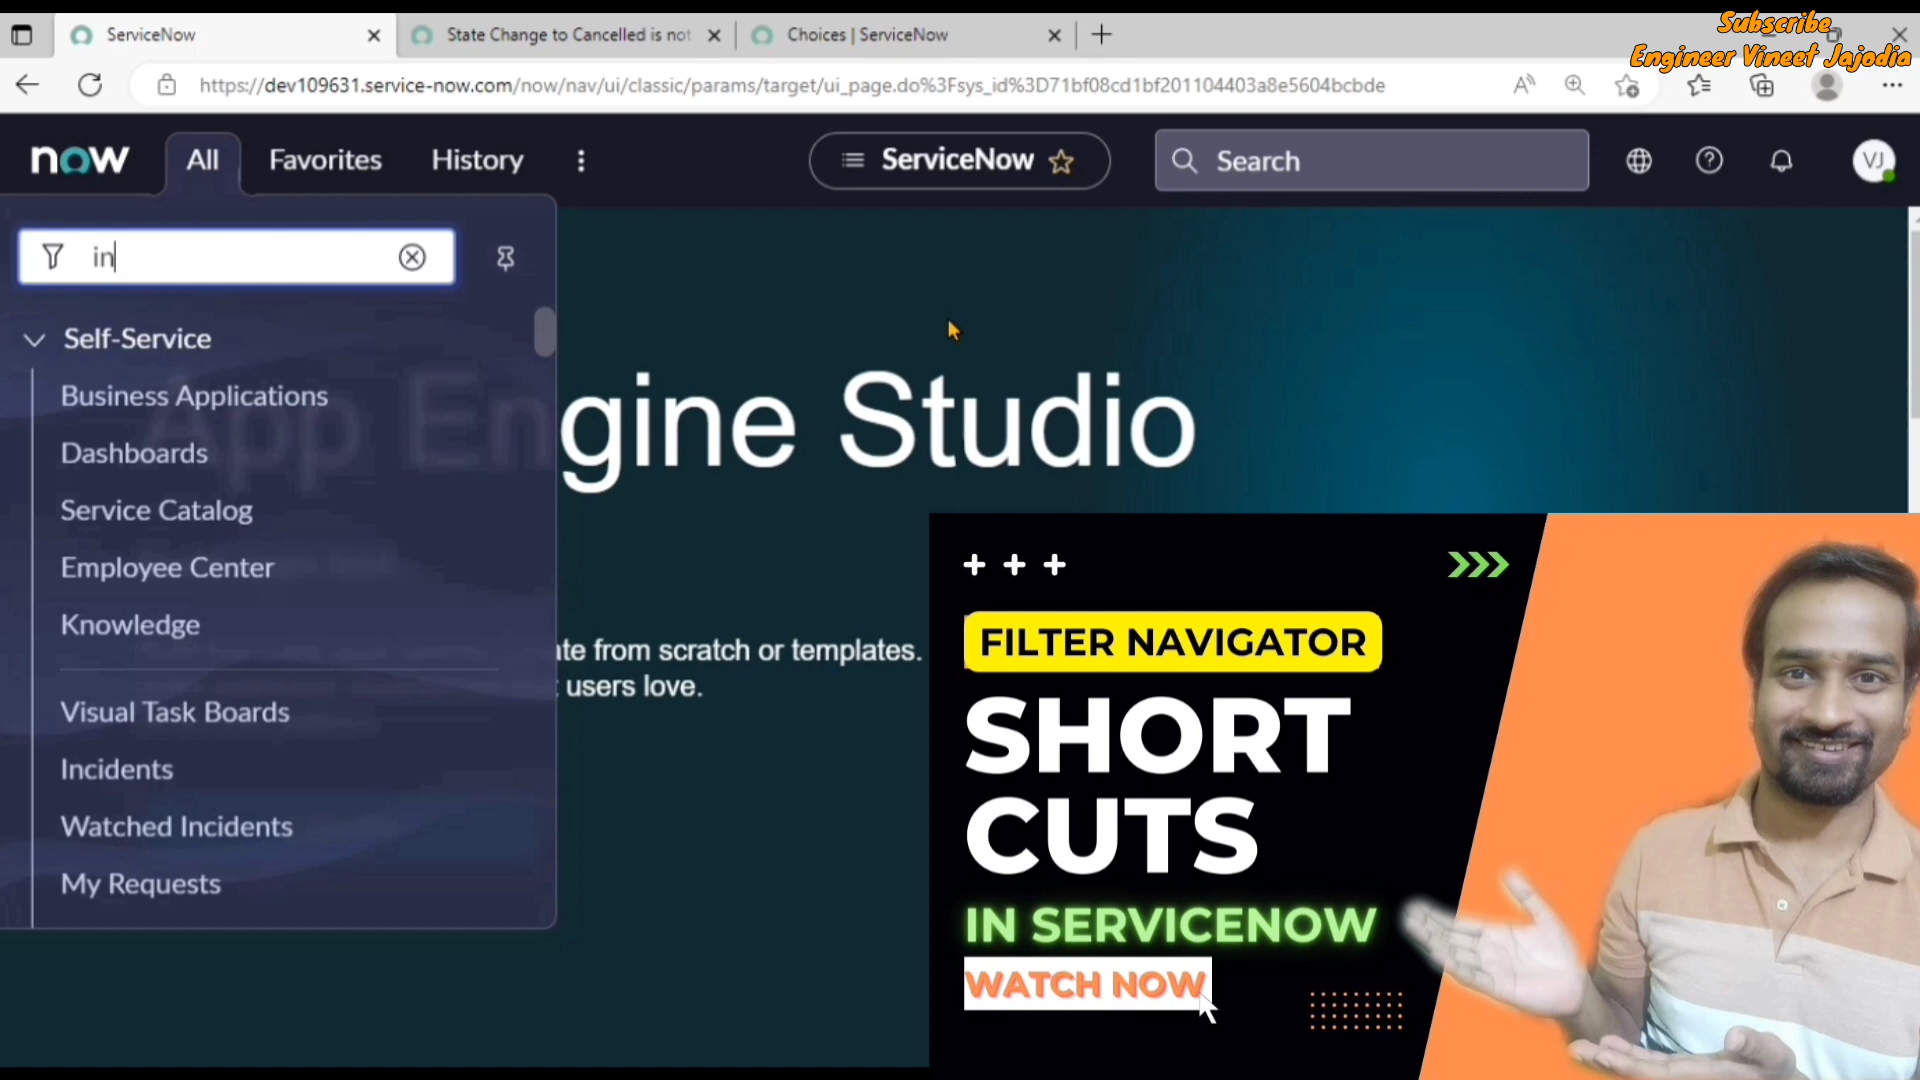 ServiceNow
State Change to Cancelled is not
Choices | ServiceNow
Subscribe
Engineer Vineet Jajodia
https://dev109631.service-now.com/now/nav/ui/classic/params/target/ui_page.do%3Fsys_id%3D71bf08cd1bf201104403a8e5604bcbde
now
All
Favorites
History
ServiceNow
Search
VJ
in
Self-Service
Business Applications
Dashboards
Service Catalog
Employee Center
Knowledge
Visual Task Boards
Incidents
Watched Incidents
My Requests
App Engine Studio
te from scratch or templates.
users love.
FILTER NAVIGATOR
SHORT
CUTS
IN SERVICENOW
WATCH NOW